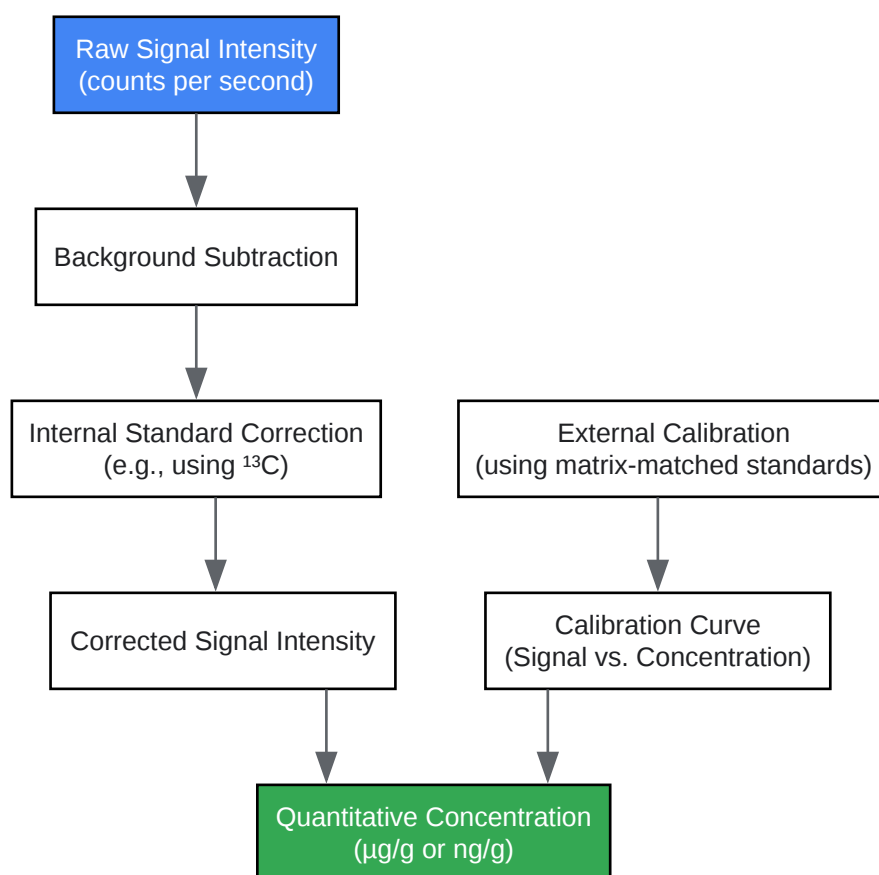 Raw Signal Intensity
(counts per second)
Background Subtraction
Internal Standard Correction
(e.g., using ¹³C)
External Calibration
(using matrix-matched standards)
Corrected Signal Intensity
Calibration Curve
(Signal vs. Concentration)
Quantitative Concentration
(µg/g or ng/g)